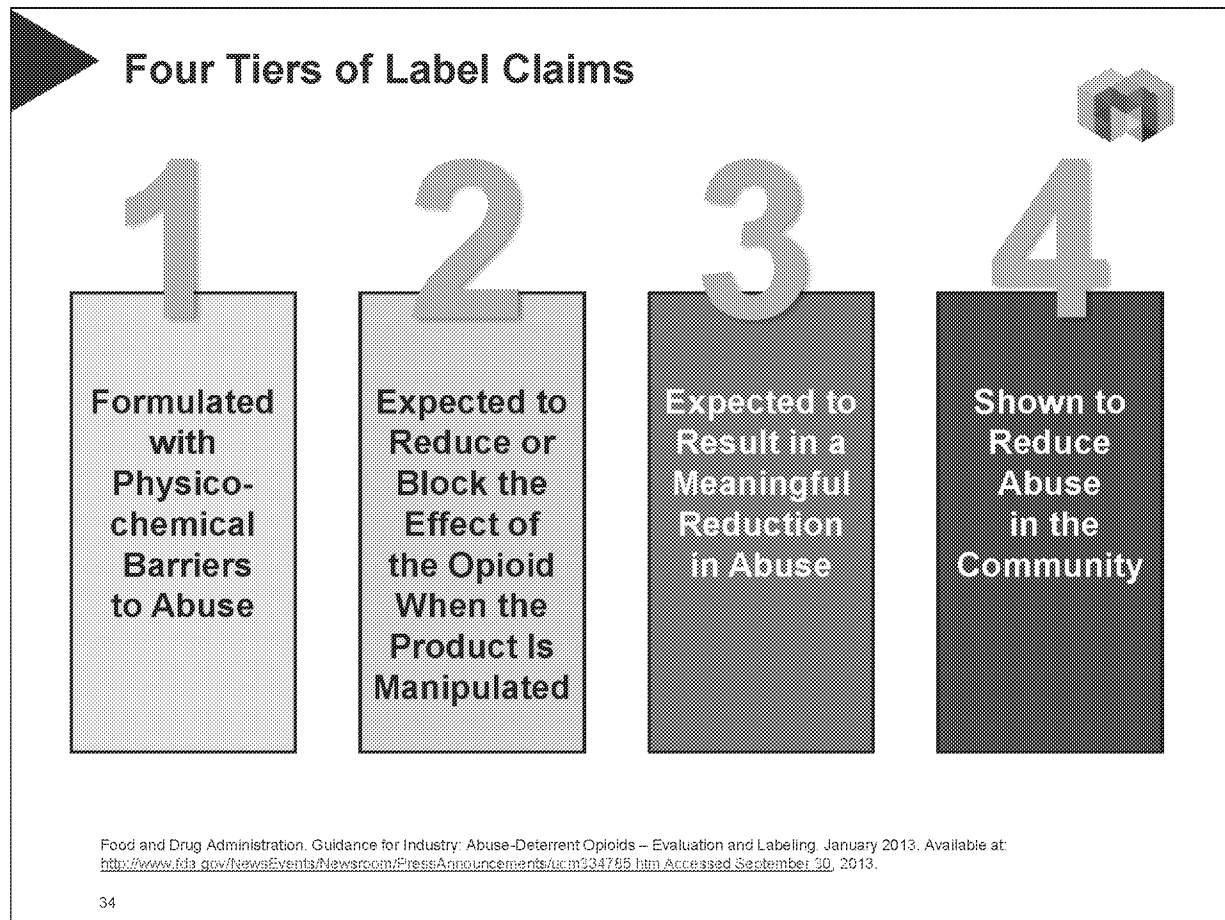 Four Tiers of Label Claims
M
1
Formulated
with
Physico-
chemical
Barriers
to Abuse
2
Expected to
Reduce or
Block the
Effect of
the Opioid
When the
Product Is
Manipulated
3
Expected to
Result in a
Meaningful
Reduction
in Abuse
4
Shown to
Reduce
Abuse
in the
Community
Food and Drug Administration. Guidance for Industry: Abuse-Deterrent Opioids – Evaluation and Labeling. January 2013. Available at:
http://www.fda.gov/NewsEvents/Newsroom/PressAnnouncements/ucm334785.htm Accessed September 30, 2013.
34